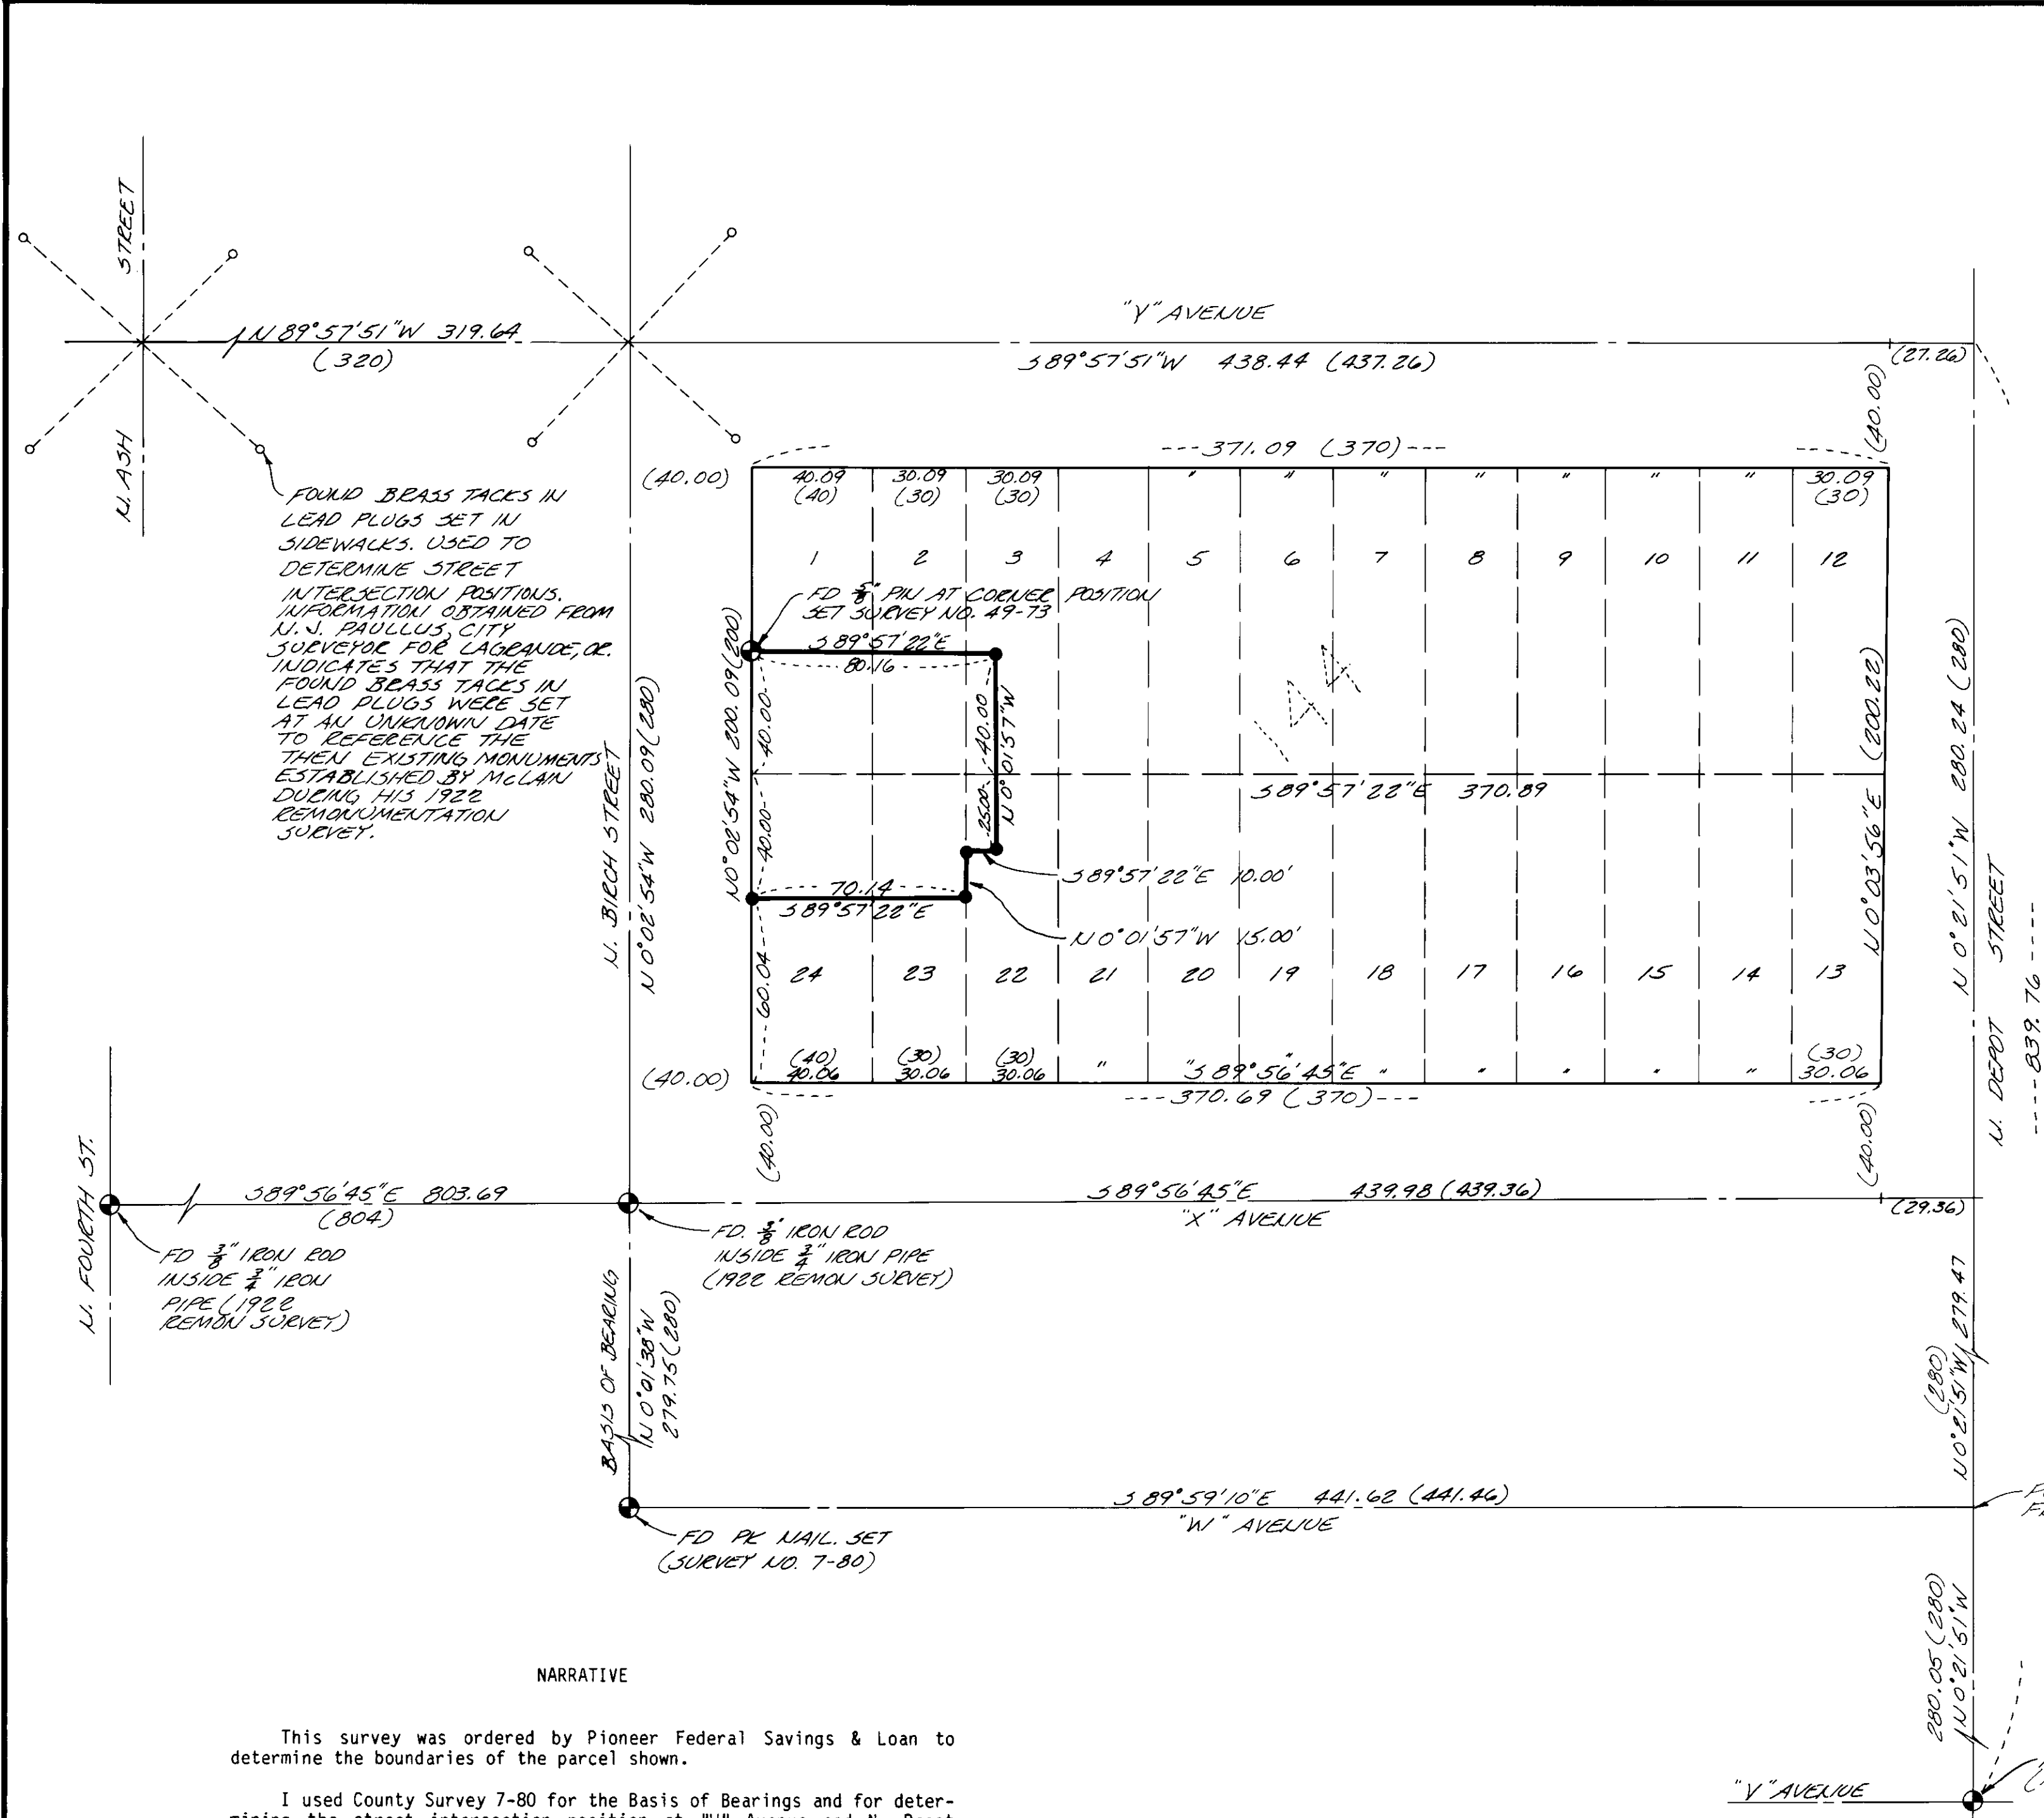 STREET
N. ASH
N 89°57'51"W 319.64
(320)
"Y" AVENUE
S 89°57'51"W 438.44 (437.26)
(27.26)
(40.00)
---371.09 (370)---
(40.00)
40.09
(40)
30.09
(30)
30.09
(30)
" " " " " " "
30.09
(30)
FOUND BRASS TACKS IN
LEAD PLUGS SET IN
SIDEWALKS. USED TO
DETERMINE STREET
INTERSECTION POSITIONS.
INFORMATION OBTAINED FROM
N. J. PAULLUS, CITY
SURVEYOR FOR LAGRANDE, OR.
INDICATES THAT THE
FOUND BRASS TACKS IN
LEAD PLUGS WERE SET
AT AN UNKNOWN DATE
TO REFERENCE THE
THEN EXISTING MONUMENTS
ESTABLISHED BY McLAIN
DURING HIS 1922
REMONUMENTATION
SURVEY.
1 2 3 4 5 6 7 8 9 10 11 12
FD 5/8" PIN AT CORNER POSITION
SET SURVEY NO. 49-73
S 89°57'22"E
80.16
N 0°02'54"W 200.09 (200)
40.00
40.00
60.04
25.00
40.00
N 0°01'57"W
144
S 89°57'22"E 370.89
S 89°57'22"E 10.00'
70.14
S 89°57'22"E
N 0°01'57"W 15.00'
N. BIRCH STREET
N 0°02'54"W 280.09 (280)
N 0°03'56"E (200.22)
N 0°21'51"W 280.24 (280)
N. DEPOT STREET
----839.76----
24 23 22 21 20 19 18 17 16 15 14 13
(40)
40.06
(30)
30.06
(30)
30.06
" " " " " " " "
S 89°56'45"E
(30)
30.06
(40.00)
---370.69 (370)---
(40.00)
(40.00)
N. FOURTH ST.
S 89°56'45"E 803.69
(804)
S 89°56'45"E 439.98 (439.36)
"X" AVENUE
(29.36)
FD 3/8" IRON ROD
INSIDE 3/4" IRON
PIPE (1922
REMON SURVEY)
FD. 3/8" IRON ROD
INSIDE 3/4" IRON PIPE
(1922 REMON SURVEY)
BASIS OF BEARING
N 0°01'38"W
279.75 (280)
(280)
N 0°21'51"W 279.47
S 89°59'10"E 441.62 (441.46)
"W" AVENUE
FD PK NAIL. SET
(SURVEY NO. 7-80)
280.05 (280)
N 0°21'51"W
"V" AVENUE
NARRATIVE
This survey was ordered by Pioneer Federal Savings & Loan to
determine the boundaries of the parcel shown.
I used County Survey 7-80 for the Basis of Bearings and for deter-